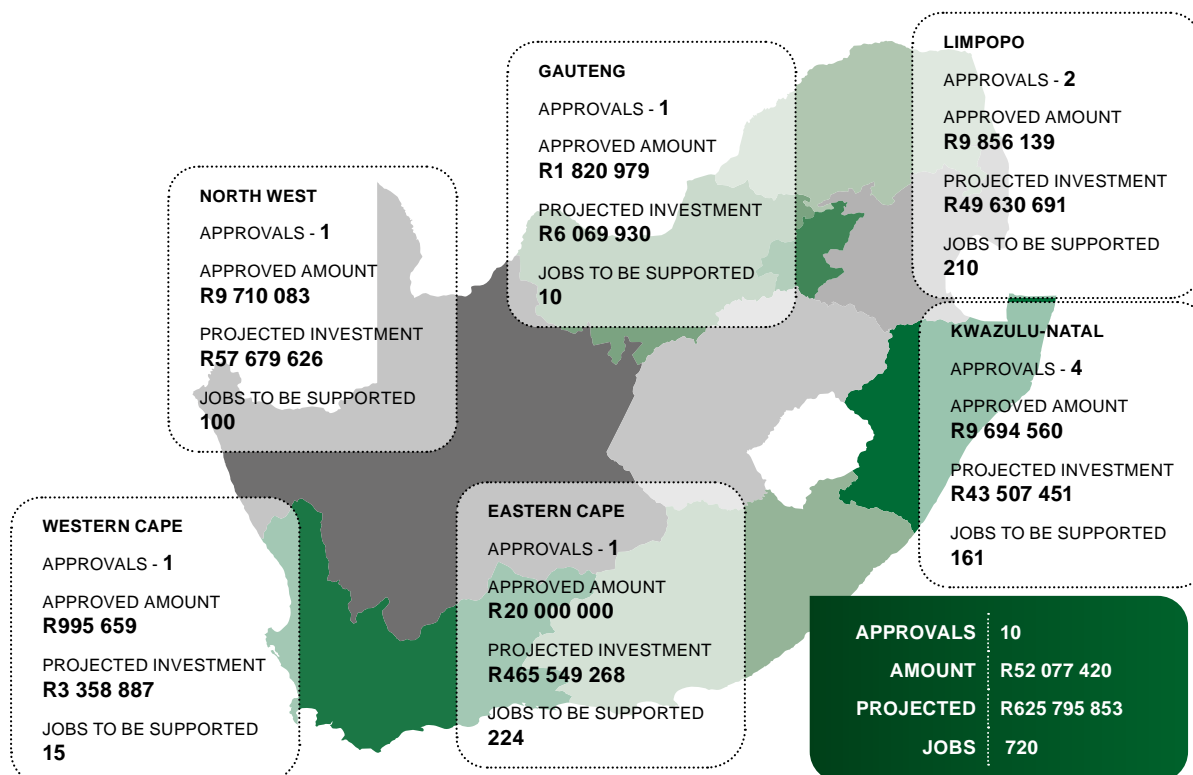 LIMPOPO
APPROVALS - 2
APPROVED AMOUNT
R9 856 139
PROJECTED INVESTMENT
R49 630 691
JOBS TO BE SUPPORTED
210
GAUTENG
APPROVALS - 1
APPROVED AMOUNT
R1 820 979
PROJECTED INVESTMENT
R6 069 930
JOBS TO BE SUPPORTED
10
NORTH WEST
APPROVALS - 1
APPROVED AMOUNT
R9 710 083
PROJECTED INVESTMENT
R57 679 626
JOBS TO BE SUPPORTED
100
KWAZULU-NATAL
APPROVALS - 4
APPROVED AMOUNT
R9 694 560
PROJECTED INVESTMENT
R43 507 451
JOBS TO BE SUPPORTED
161
WESTERN CAPE
APPROVALS - 1
APPROVED AMOUNT
R995 659
PROJECTED INVESTMENT
R3 358 887
JOBS TO BE SUPPORTED
15
EASTERN CAPE
APPROVALS - 1
APPROVED AMOUNT
R20 000 000
PROJECTED INVESTMENT
R465 549 268
JOBS TO BE SUPPORTED
224
APPROVALS 10
AMOUNT R52 077 420
PROJECTED R625 795 853
JOBS 720